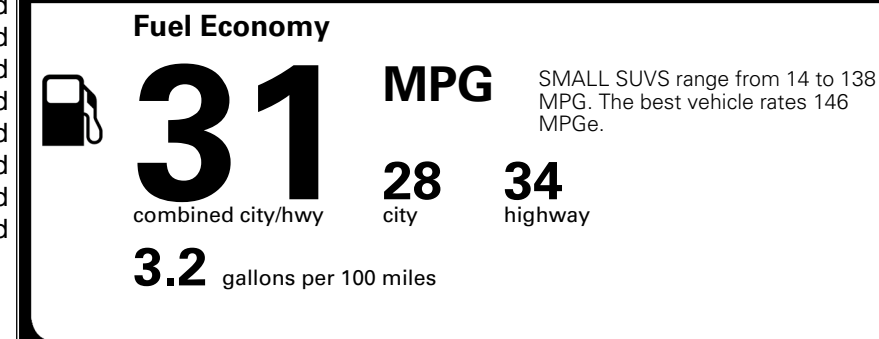 d
d
d
d
d
d
d
d
Fuel Economy
31
MPG
SMALL SUVS range from 14 to 138
MPG. The best vehicle rates 146
MPGe.
28 34
combined city/hwy city highway
3.2 gallons per 100 miles